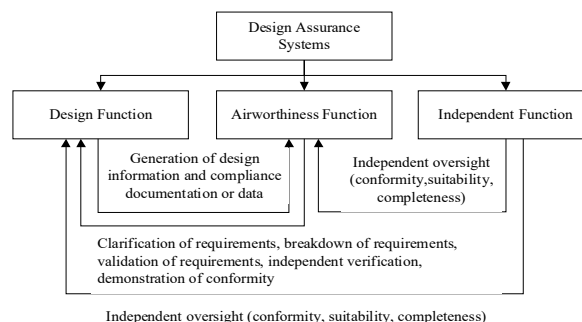 Design Assurance
Systems
Design Function
Airworthiness Function
Independent Function
Generation of design
information and compliance
documentation or data
Independent oversight
(conformity,suitability,
completeness)
Clarification of requirements, breakdown of requirements,
validation of requirements, independent verification,
demonstration of conformity
Independent oversight (conformity, suitability, completeness)